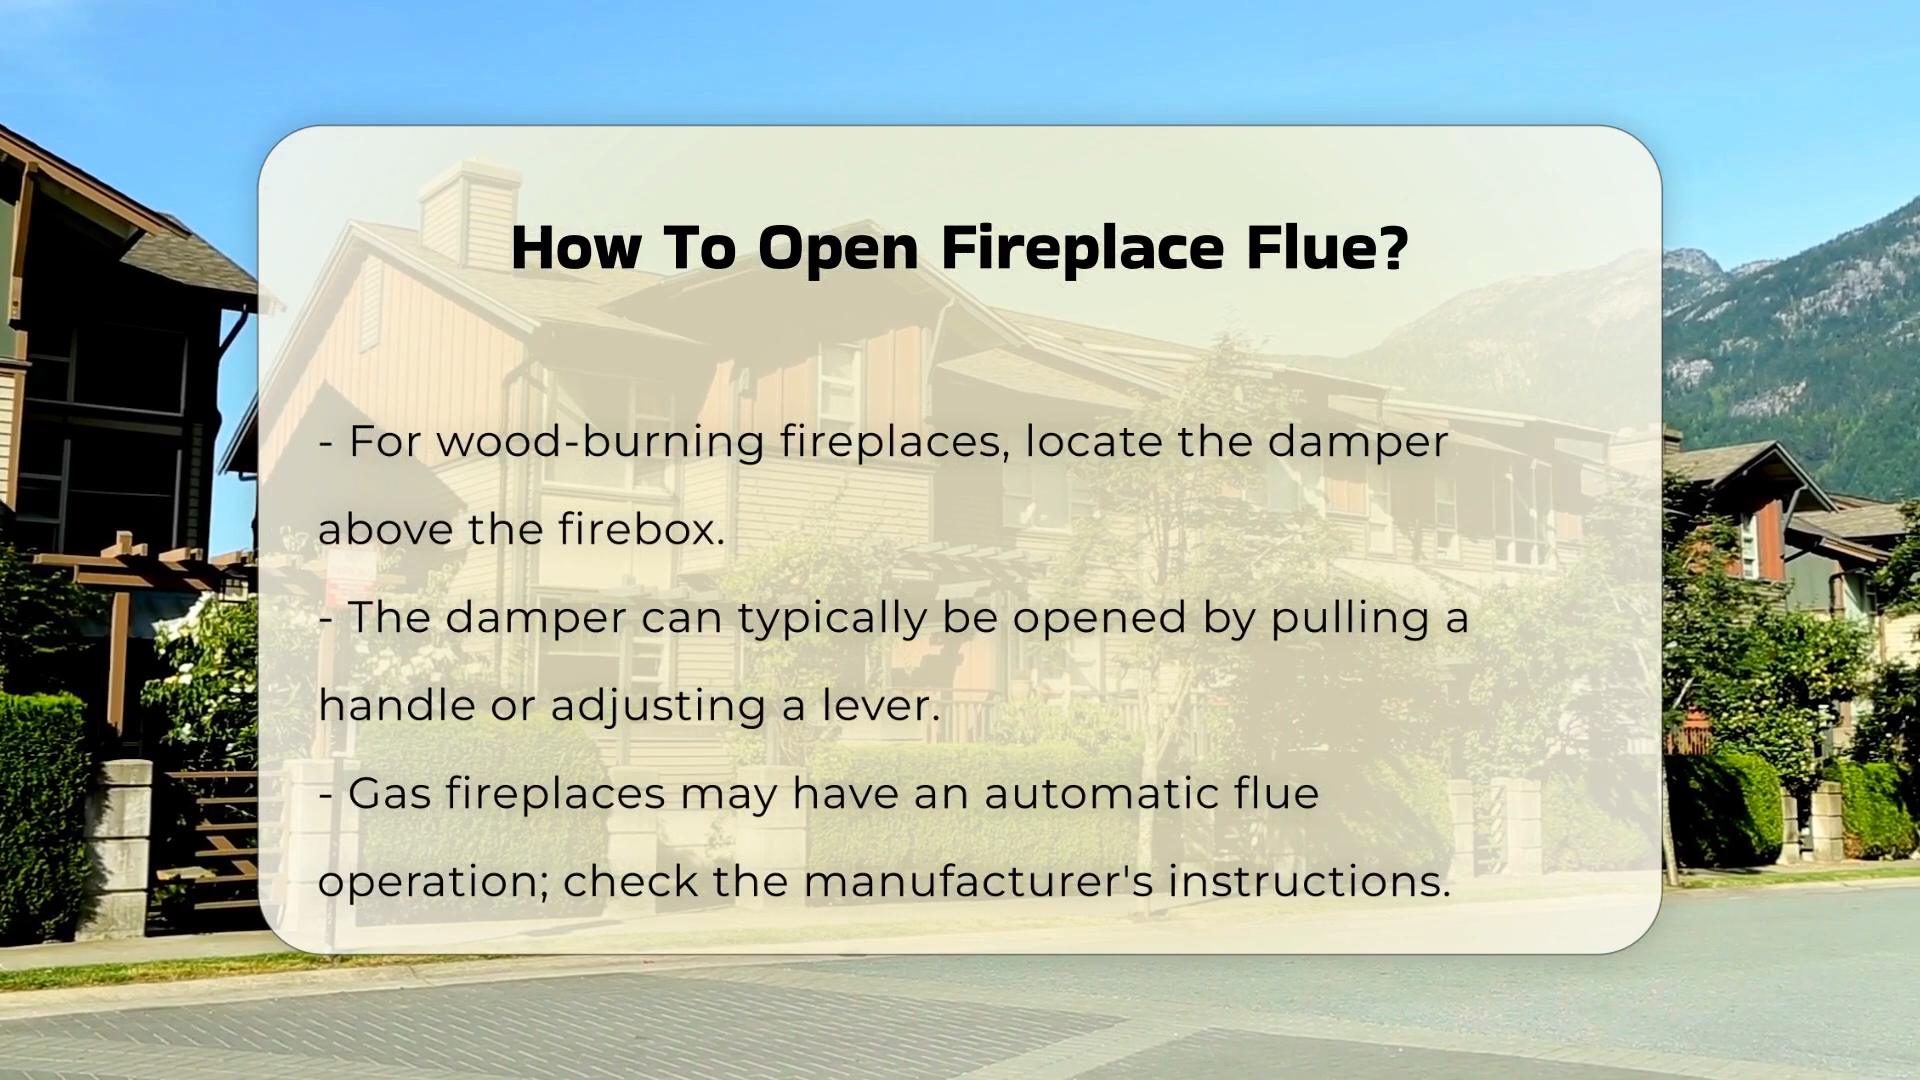 How To Open Fireplace Flue?
- For wood-burning fireplaces, locate the damper
above the firebox.
- The damper can typically be opened by pulling a
handle or adjusting a lever.
- Gas fireplaces may have an automatic flue
operation; check the manufacturer's instructions.